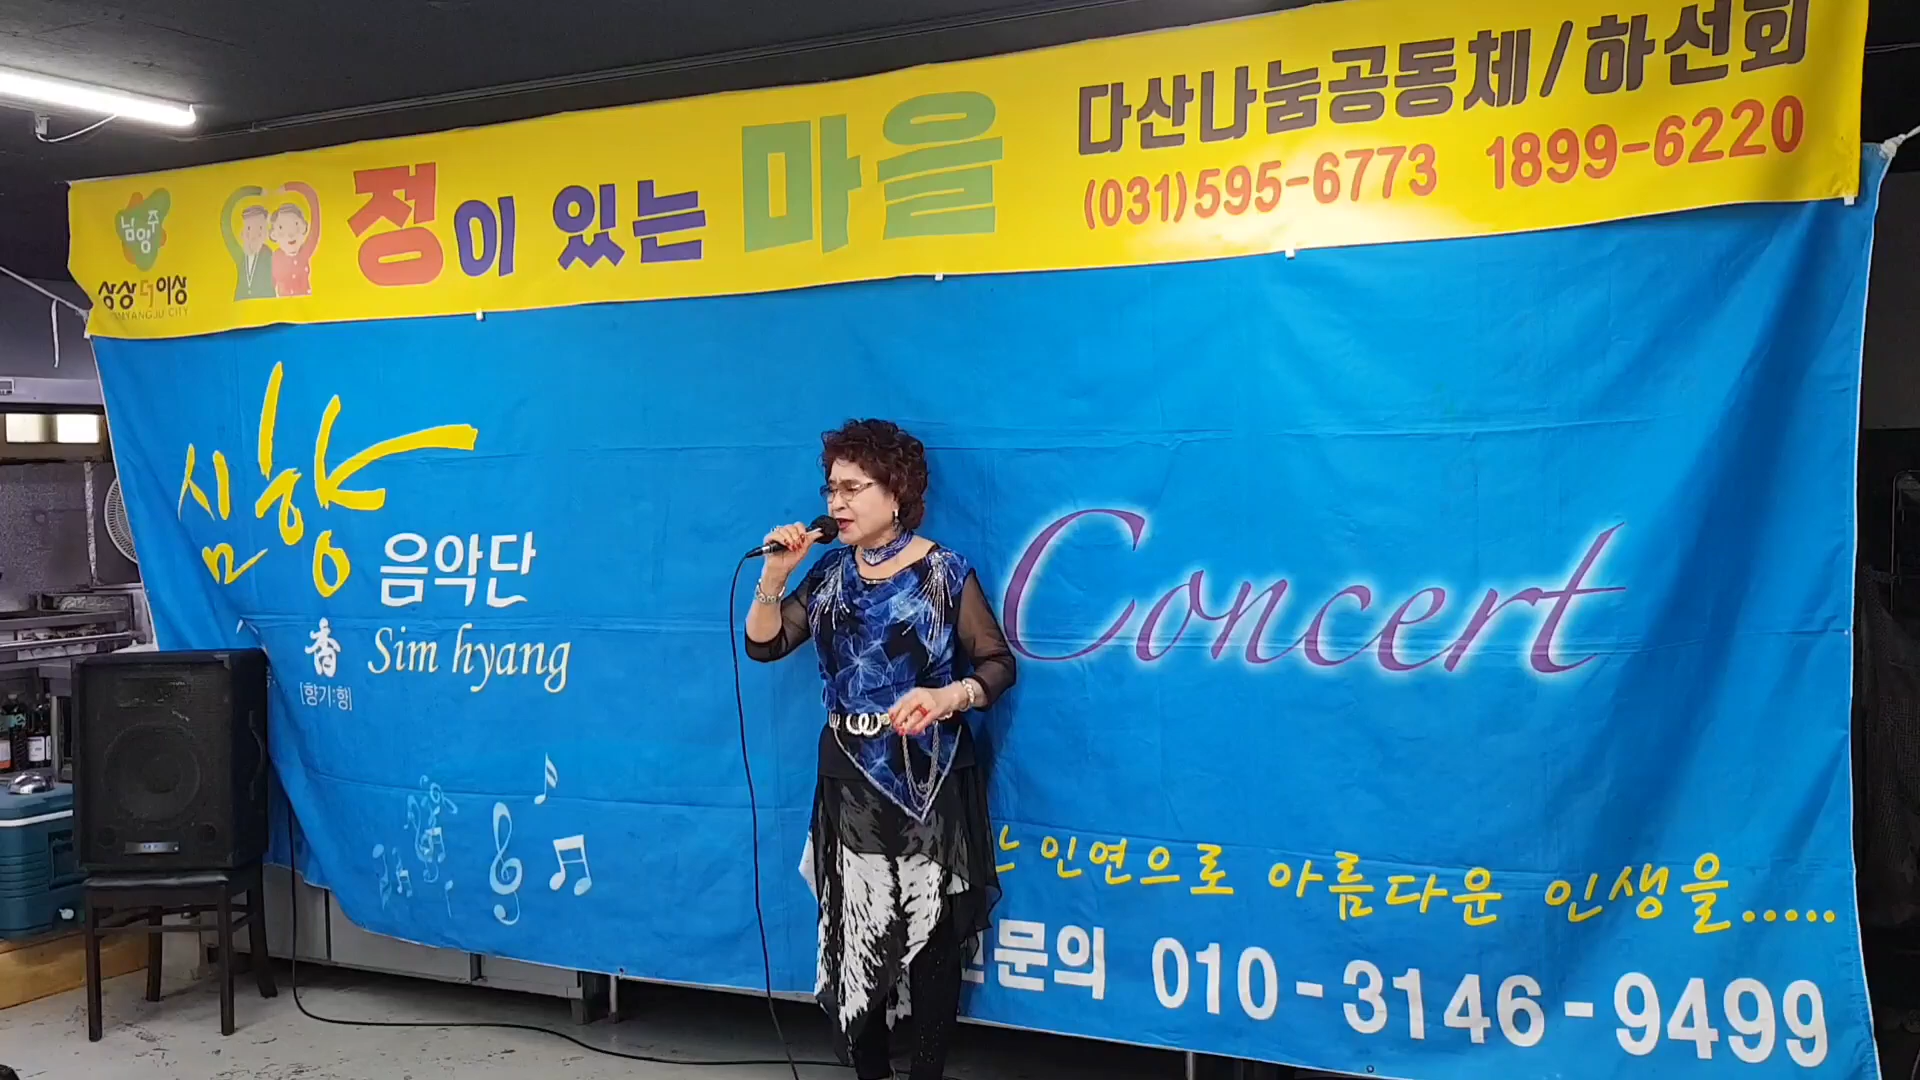 다산나눔공동체/하선회
정이 있는 마을
(031)595-6773 1899-6220
남양주
상상더이상
심향
음악단
香
Sim hyang
[향기:향]
Concert
인연으로 아름다운 인생을.....
문의 010-3146-9499